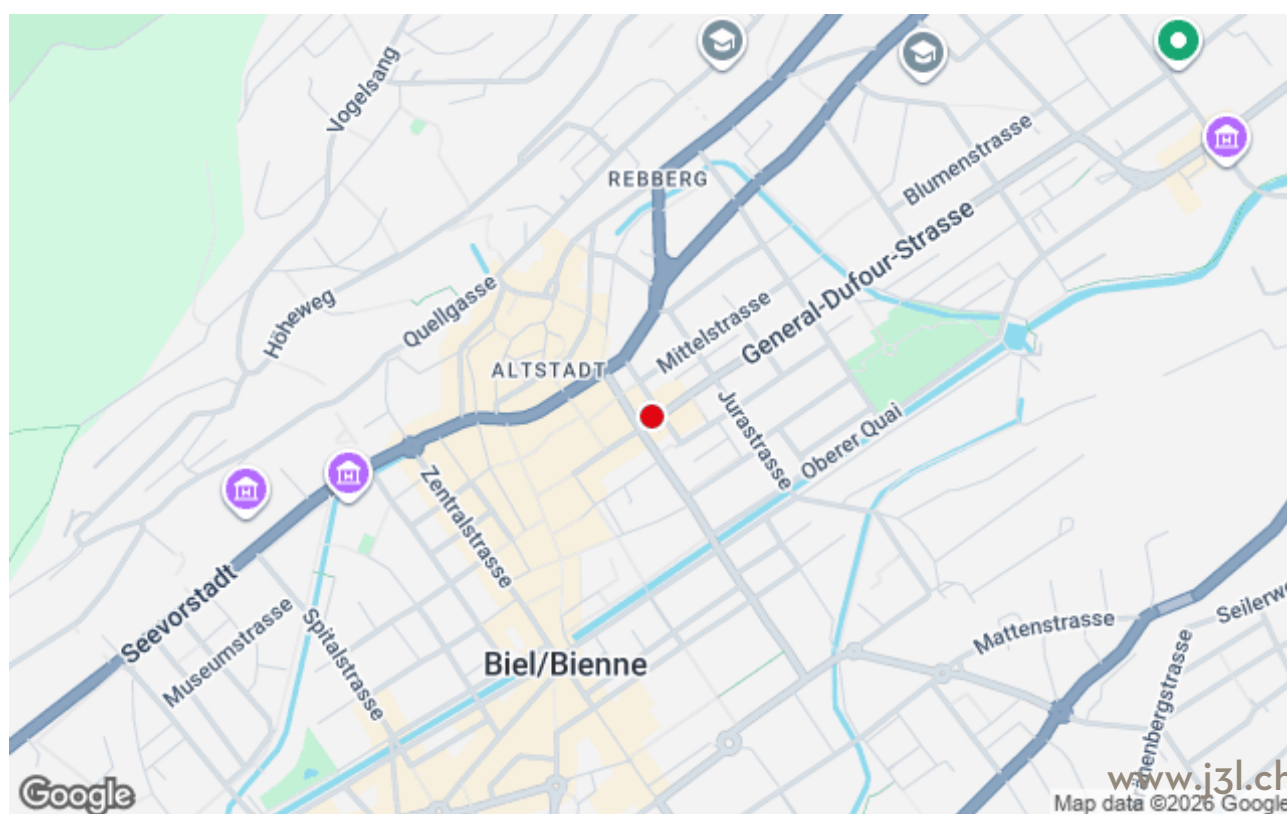 Vogelsang
REBBERG
Blumenstrasse
General-Dufour-Strasse
Höheweg
Quellgasse
Mittelstrasse
ALTSTADT
Jurastrasse
Oberer Quai
Zentralstrasse
Seevorstadt
Museumstrasse
Spitalstrasse
Biel/Bienne
Mattenstrasse
Seilerwe
Google
www.j3l.ch
Map data ©2026 Google